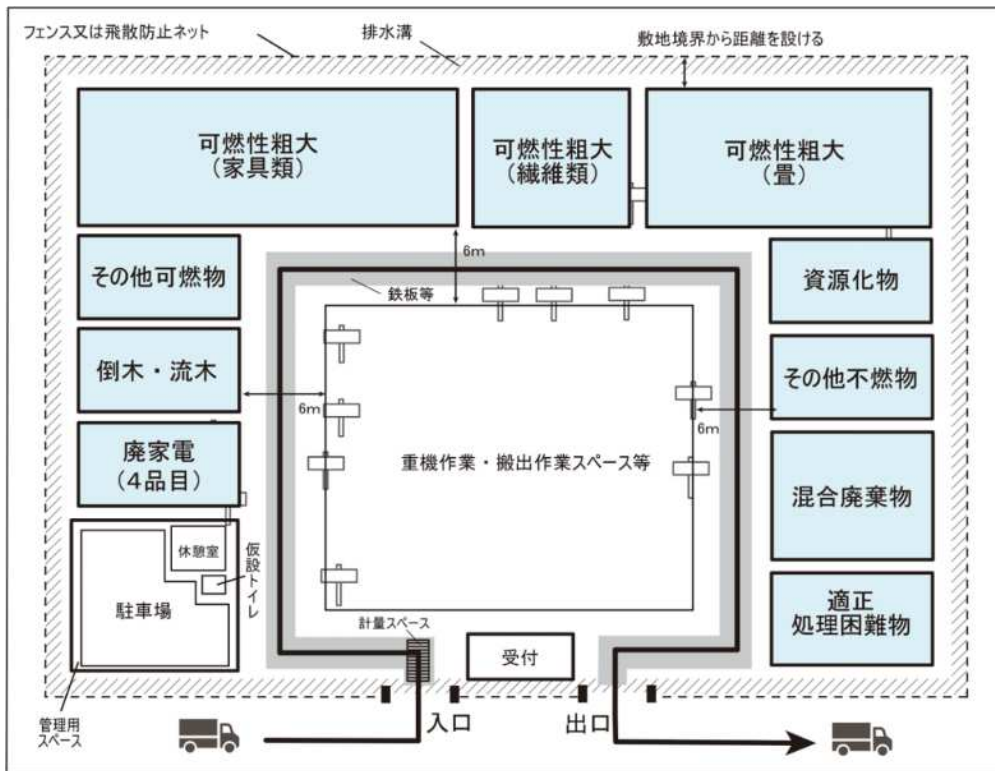 フェンス又は飛散防止ネット
排水溝
敷地境界から距離を設ける
可燃性粗大
（家具類）
可燃性粗大
（繊維類）
可燃性粗大
（畳）
6m
その他可燃物
鉄板等
資源化物
倒木・流木
6m
その他不燃物
6m
廃家電
（4品目）
重機作業・搬出作業スペース等
混合廃棄物
休憩室
仮設トイレ
駐車場
計量スペース
受付
適正
処理困難物
管理用
スペース
入口
出口